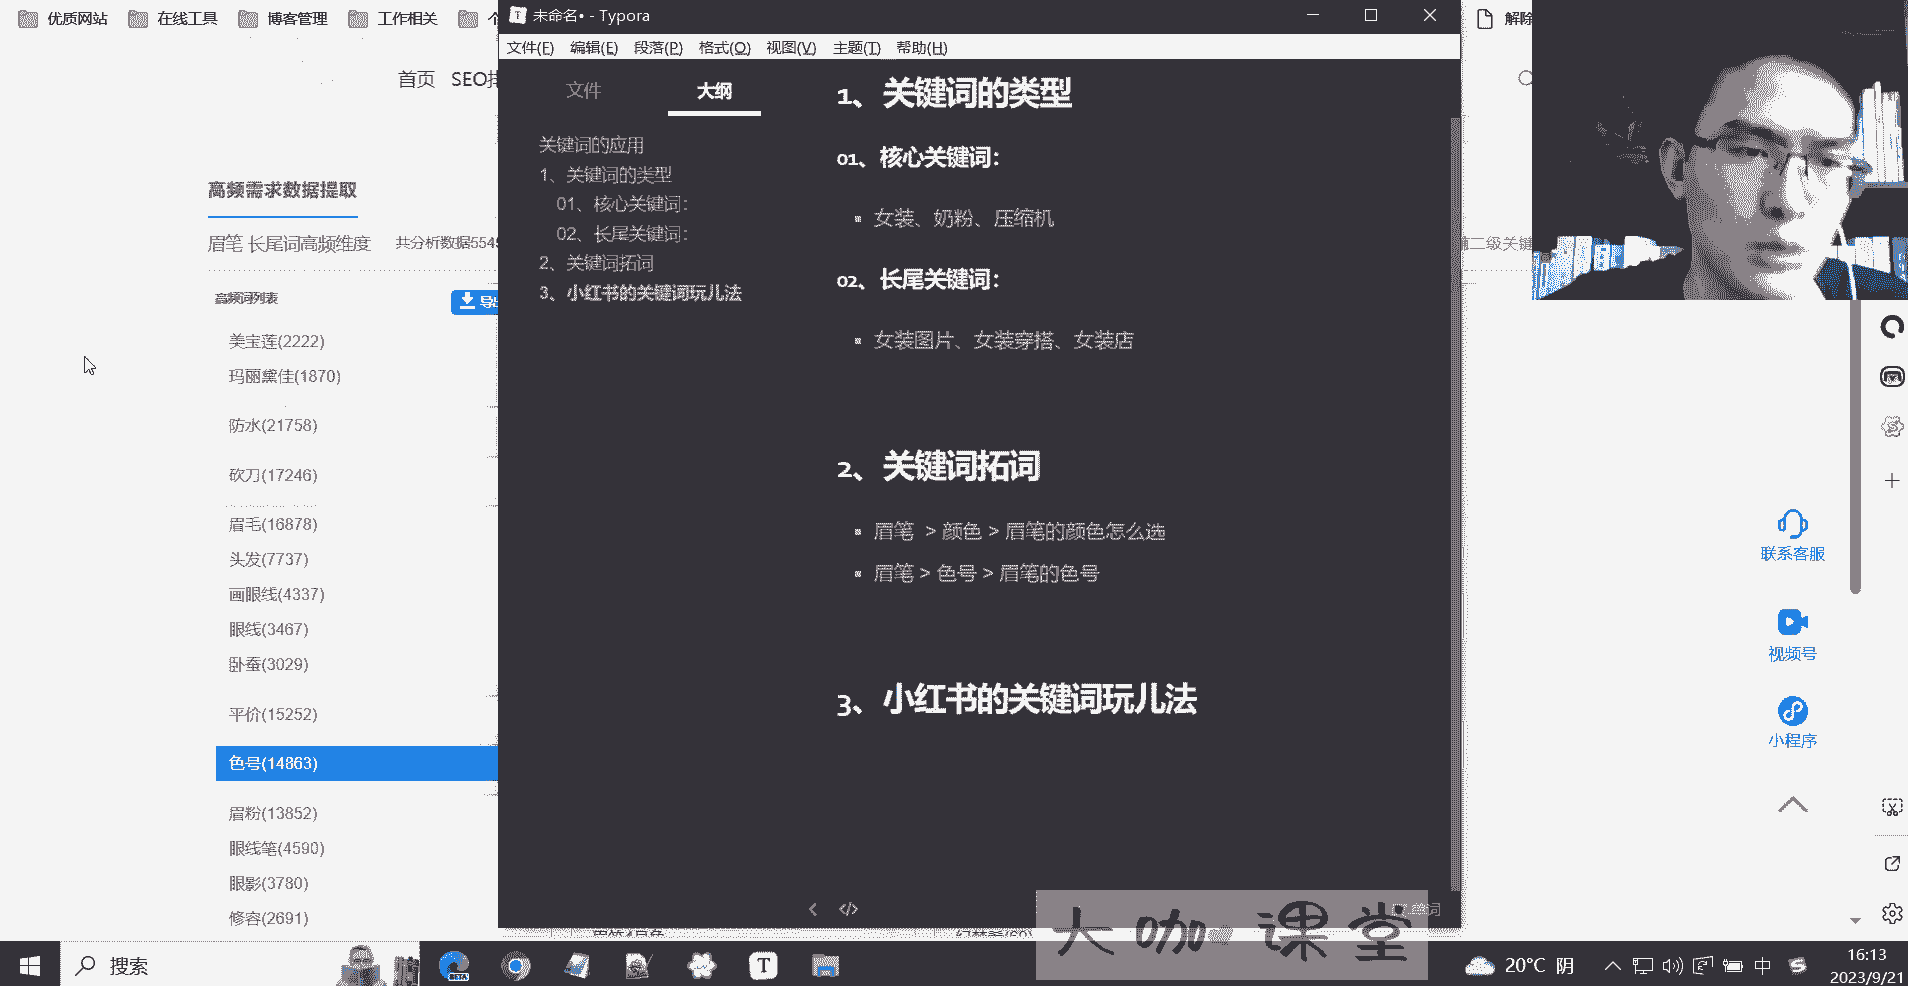 优质网站 在线工具 博客管理 工作相关
未命名• - Typora
解除
文件(F) 编辑(E) 段落(P) 格式(O) 视图(V) 主题(T) 帮助(H)
首页 SEO
文件 大纲
关键词的应用
1、关键词的类型
01、核心关键词：
02、长尾关键词：
2、关键词拓词
3、小红书的关键词玩儿法
1、关键词的类型
01、核心关键词：
女装、奶粉、压缩机
02、长尾关键词：
女装图片、女装穿搭、女装店
2、关键词拓词
眉笔 > 颜色 > 眉笔的颜色怎么选
眉笔 > 色号 > 眉笔的色号
3、小红书的关键词玩儿法
高频需求数据提取
眉笔 长尾词高频维度 共分析数据554
二级关键
高频词列表
导出
美宝莲(2222)
玛丽黛佳(1870)
防水(21758)
砍刀(17246)
眉毛(16878)
头发(7737)
画眼线(4337)
眼线(3467)
卧蚕(3029)
平价(15252)
色号(14863)
眉粉(13852)
眼线笔(4590)
眼影(3780)
修容(2691)
联系客服
视频号
小程序
大咖课堂
搜索
20°C 阴
中
16:13
2023/9/21